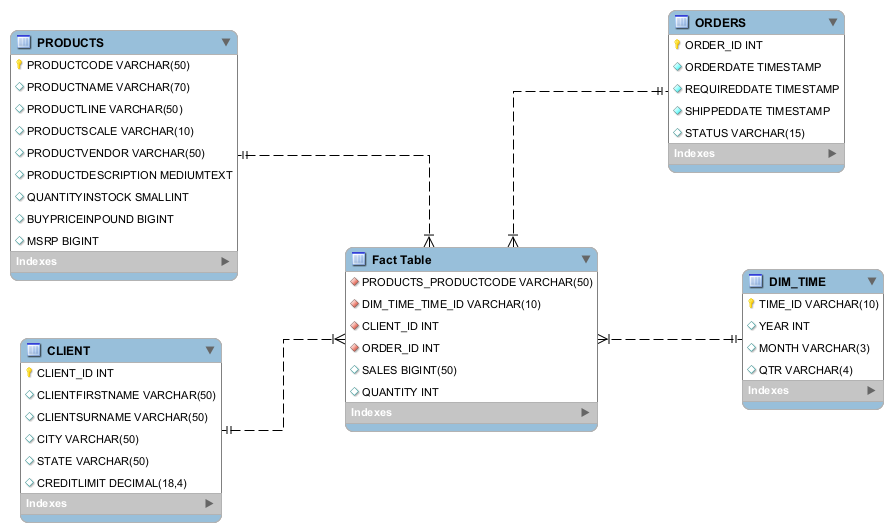 PRODUCTS
PRODUCTCODE VARCHAR(50)
PRODUCTNAME VARCHAR(70)
PRODUCTLINE VARCHAR(50)
PRODUCTSCALE VARCHAR(10)
PRODUCTVENDOR VARCHAR(50)
PRODUCTDESCRIPTION MEDIUMTEXT
QUANTITYINSTOCK SMALLINT
BUYPRICEINPOUND BIGINT
MSRP BIGINT
Indexes
ORDERS
ORDER_ID INT
ORDERDATE TIMESTAMP
REQUIREDDATE TIMESTAMP
SHIPPEDDATE TIMESTAMP
STATUS VARCHAR(15)
Indexes
Fact Table
PRODUCTS_PRODUCTCODE VARCHAR(50)
DIM_TIME_TIME_ID VARCHAR(10)
CLIENT_ID INT
ORDER_ID INT
SALES BIGINT(50)
QUANTITY INT
Indexes
DIM_TIME
TIME_ID VARCHAR(10)
YEAR INT
MONTH VARCHAR(3)
QTR VARCHAR(4)
Indexes
CLIENT
CLIENT_ID INT
CLIENTFIRSTNAME VARCHAR(50)
CLIENTSURNAME VARCHAR(50)
CITY VARCHAR(50)
STATE VARCHAR(50)
CREDITLIMIT DECIMAL(18,4)
Indexes